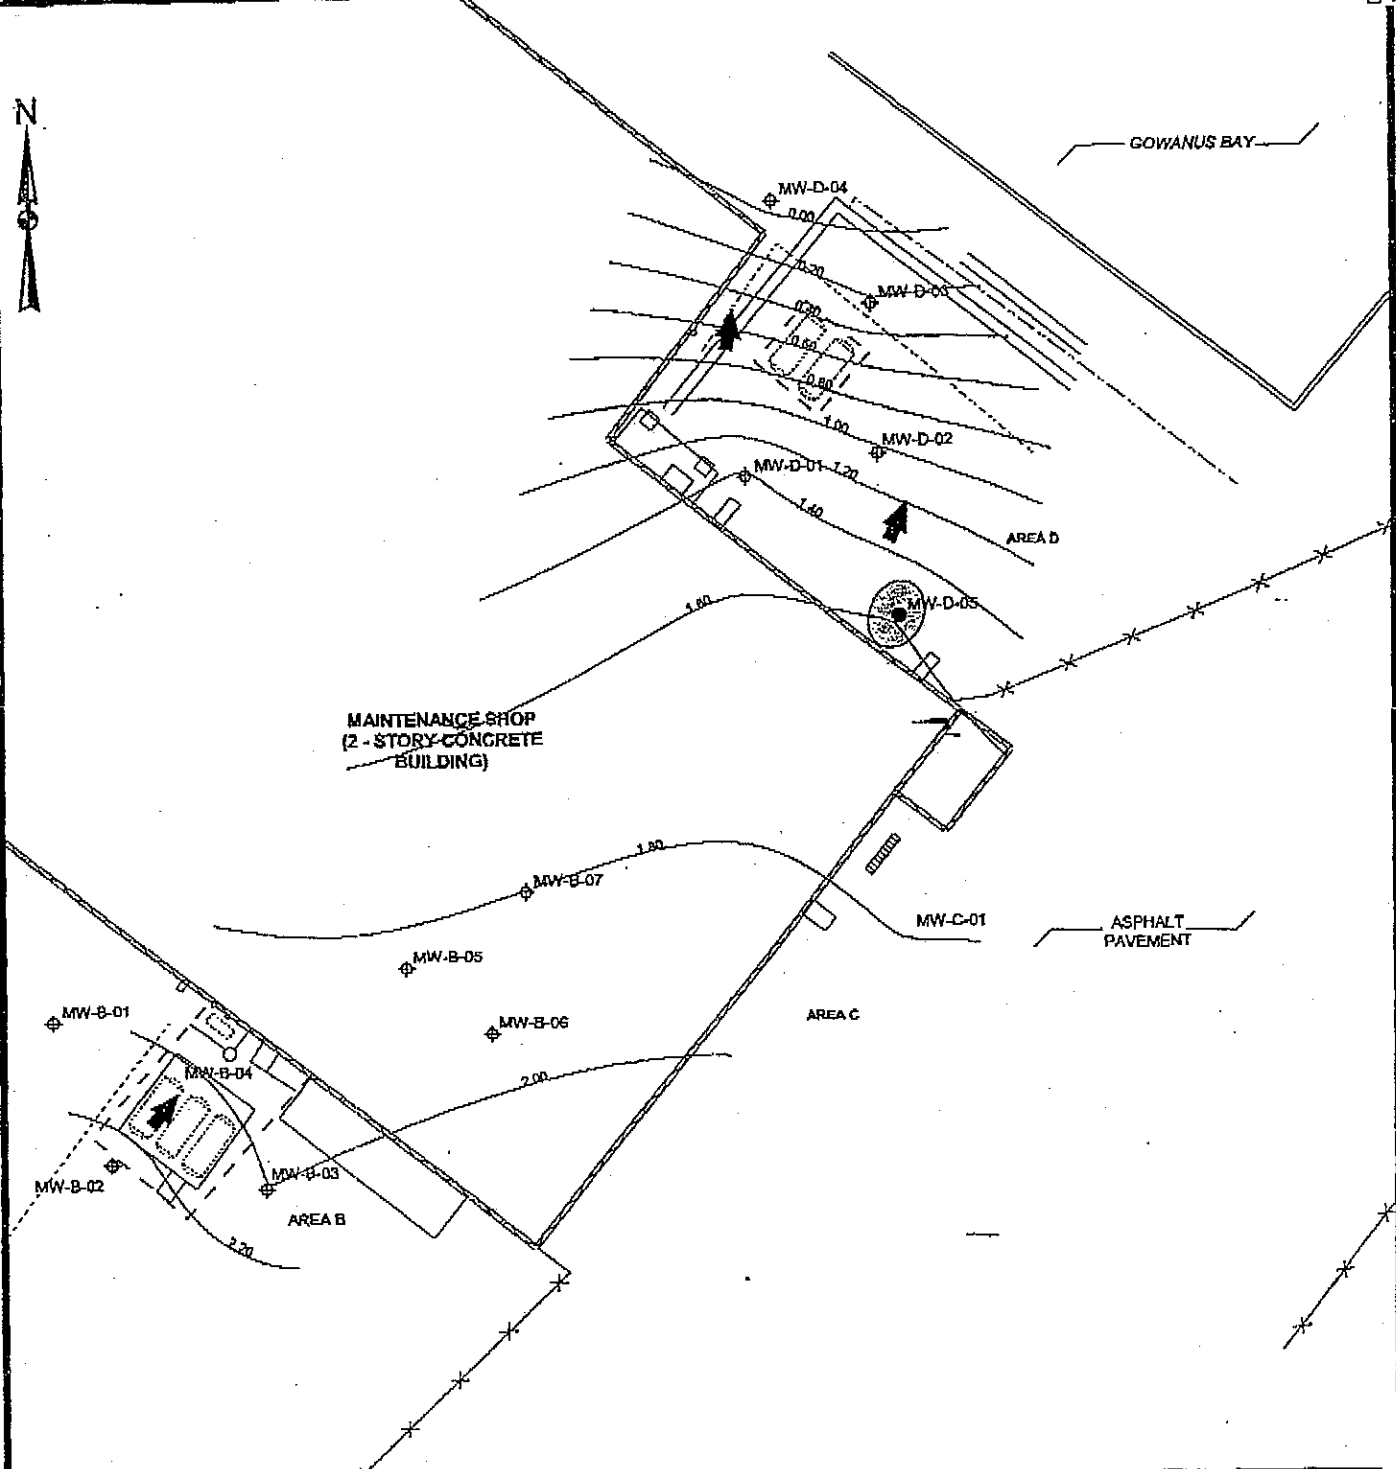 N
GOWANUS BAY
MW-D-04
0.00
0.20
MW-D-03
0.40
0.60
0.80
1.00
MW-D-02
MW-D-01
1.20
1.40
AREA D
1.60
MW-D-05
MAINTENANCE SHOP
(2 - STORY CONCRETE
BUILDING)
1.80
MW-B-07
MW-C-01
ASPHALT
PAVEMENT
MW-B-05
MW-B-01
AREA C
MW-B-06
MW-B-04
2.00
MW-B-03
MW-B-02
AREA B
2.20